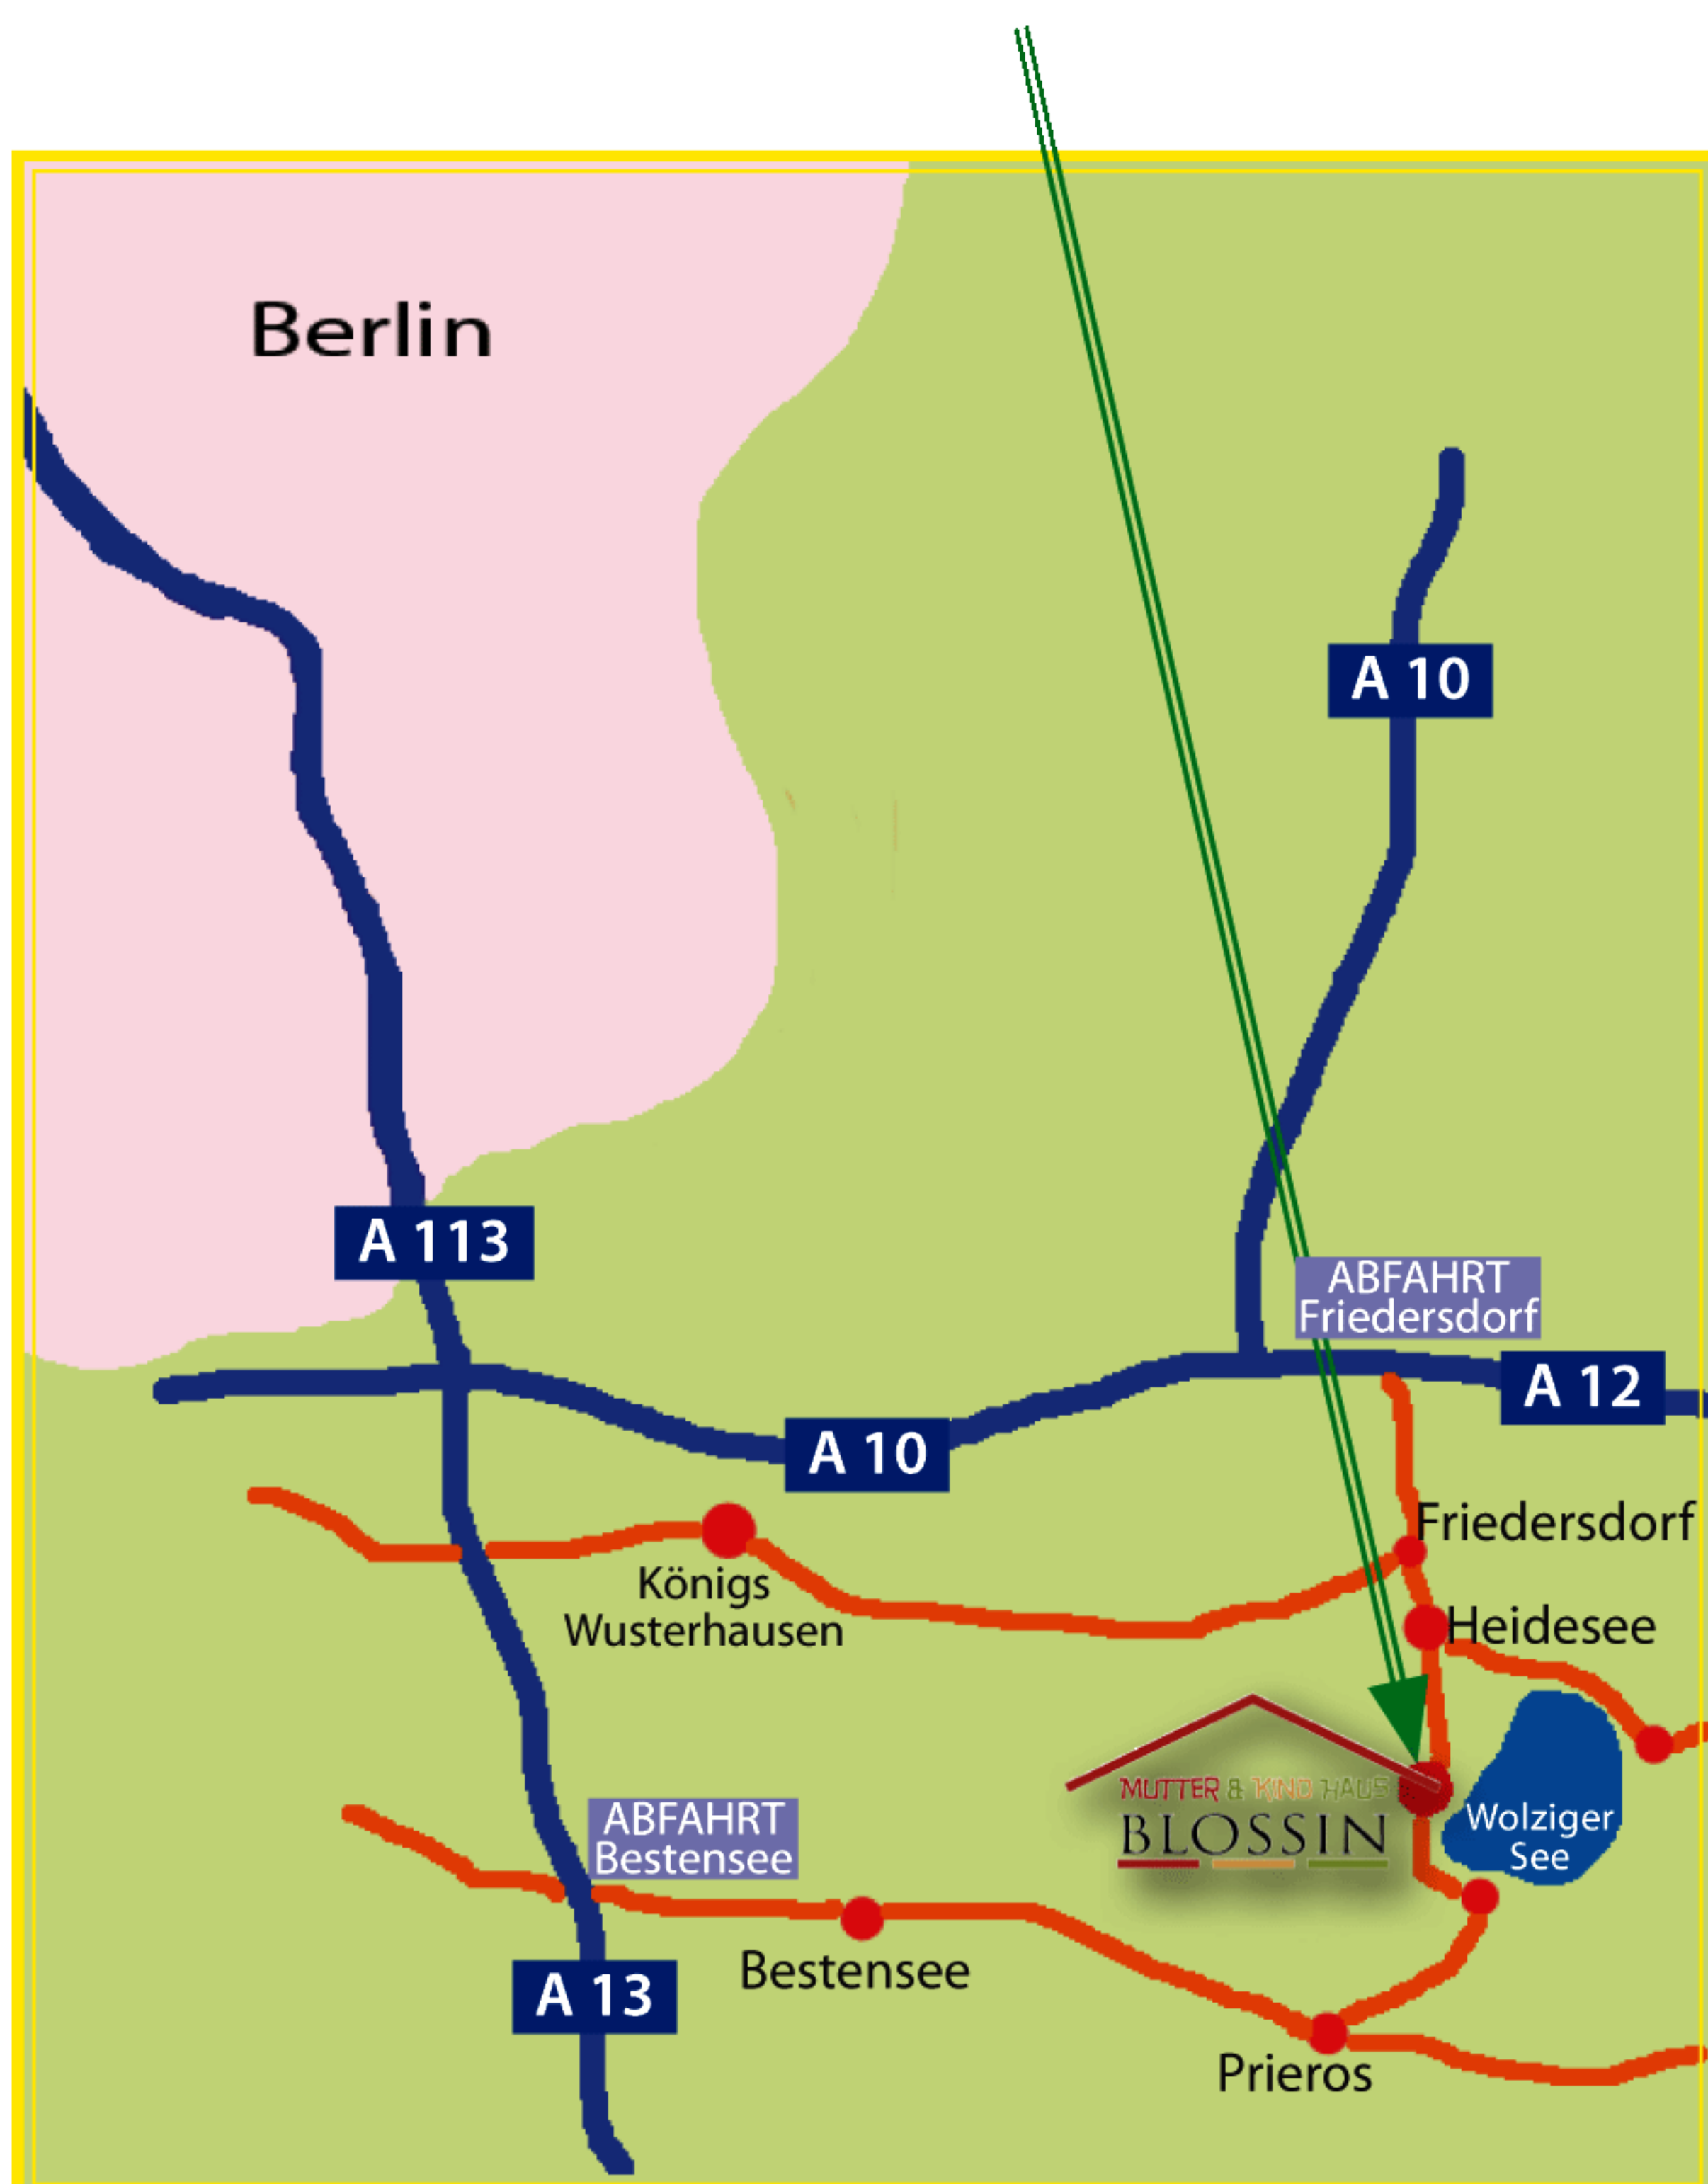 Berlin
A 10
A 113
ABFAHRT
Friedersdorf
A 12
A 10
Friedersdorf
Königs
Wusterhausen
Heidesee
MUTTER & KIND HAUS
BLOSSIN
Wolziger
See
ABFAHRT
Bestensee
Bestensee
A 13
Prieros